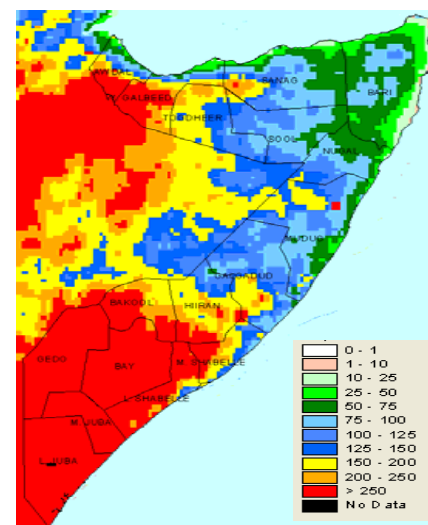 AWDAL
W. GALBEED
SANAG
BARI
TOGDHEER
SOOL
NUGAL
MUDUG
GALGADUD
BAKOOL
HIIRAN
GEDO
BAY
M. SHABELLE
L. SHABELLE
M. JUBA
L. JUBA
0 - 1
1 - 10
10 - 25
25 - 50
50 - 75
75 - 100
100 - 125
125 - 150
150 - 200
200 - 250
> 250
No Data